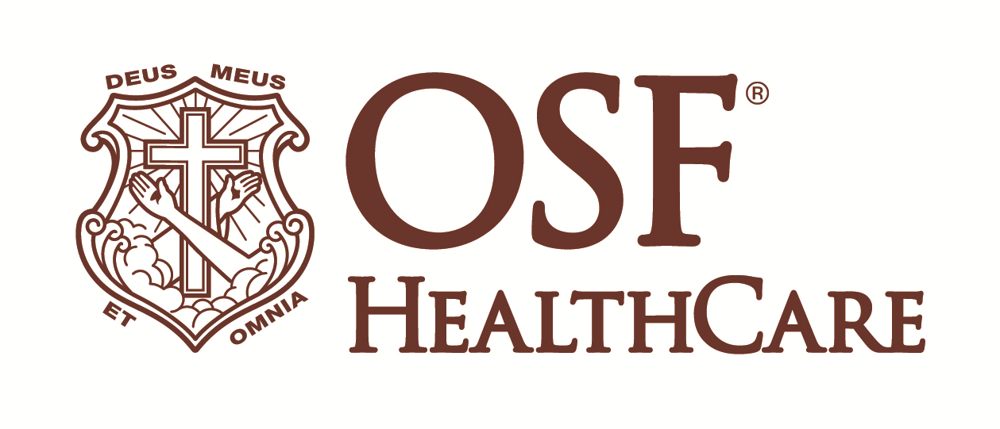 DEUS MEUS
ET OMNIA
OSF®
HEALTHCARE